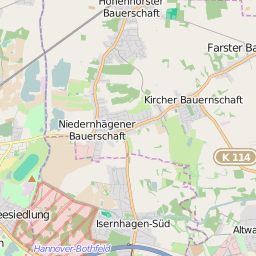 Hohenhorster
Bauerschaft
Farster Ba
Kircher Bauernschaft
Niedernhägener
Bauerschaft
K 114
eesiedlung
Isernhagen-Süd
Altwa
Hannover-Bothfeld